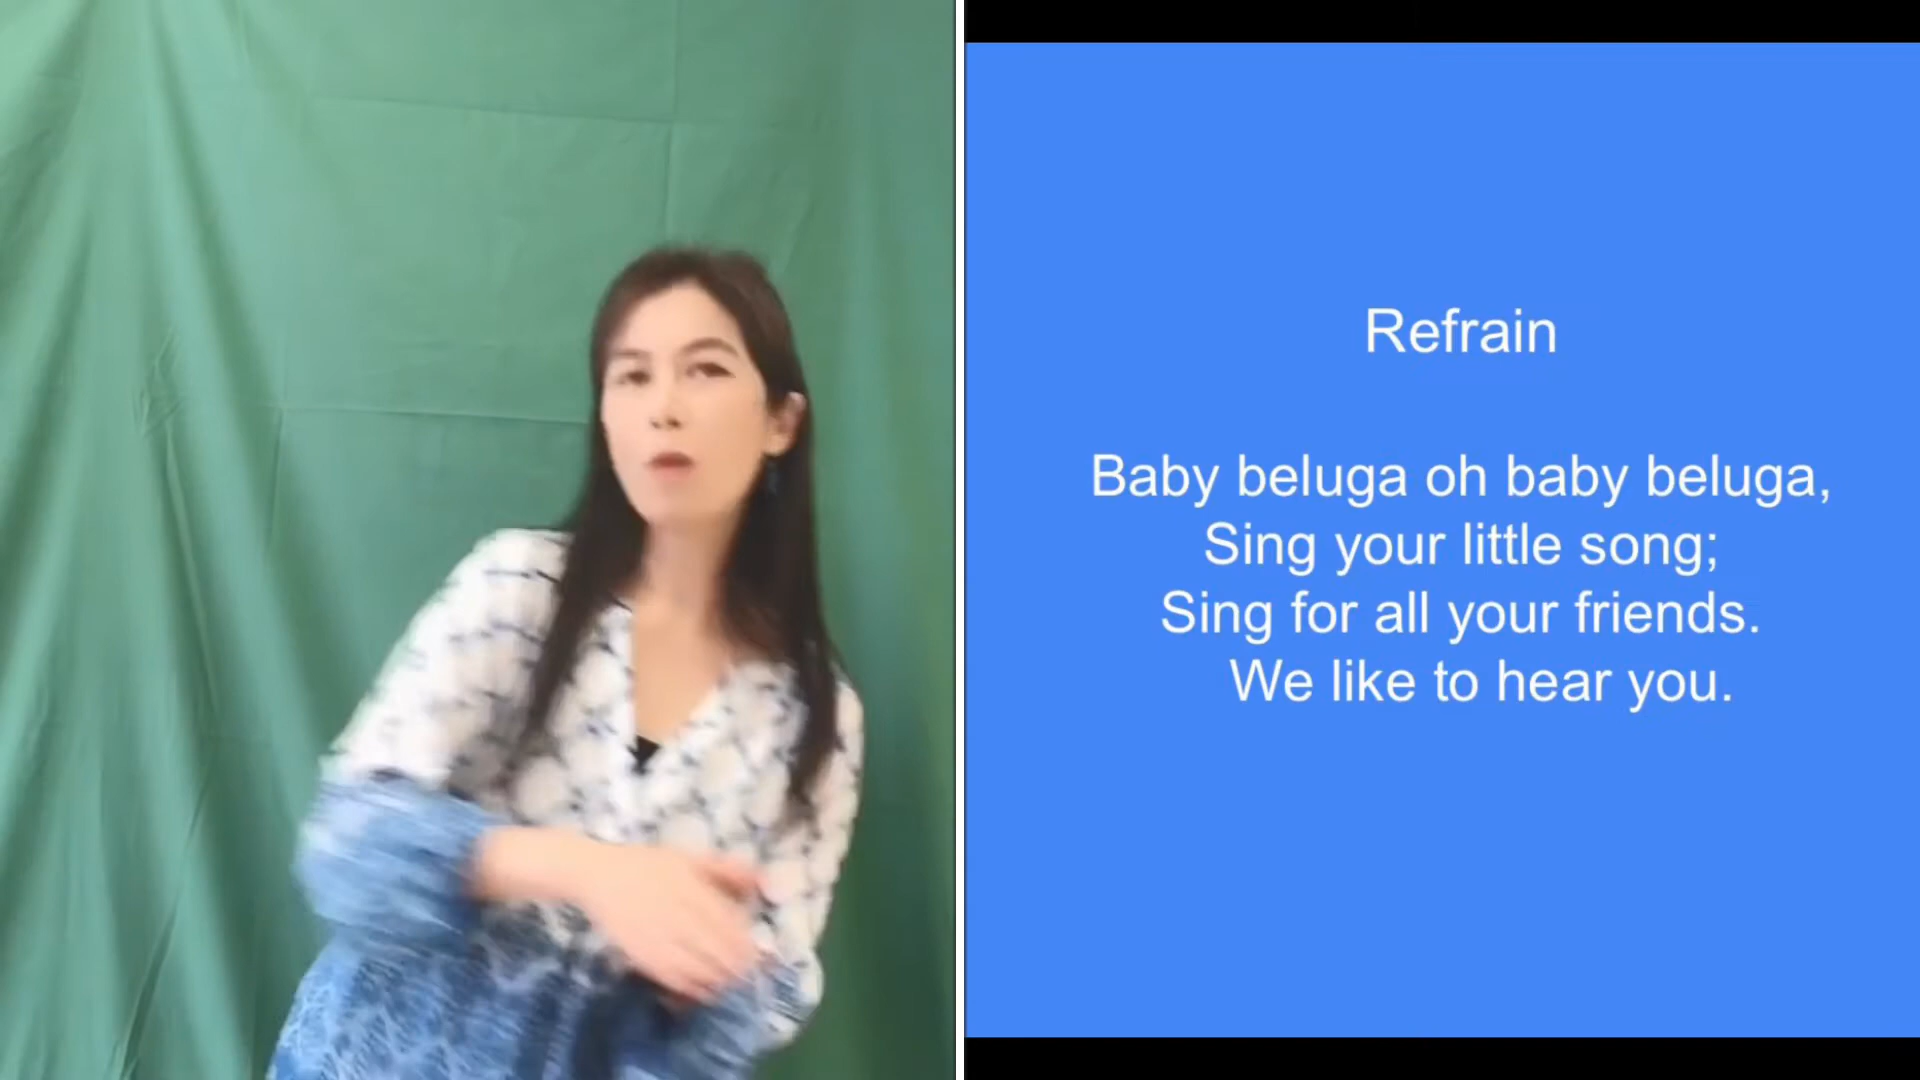 Refrain
Baby beluga oh baby beluga,
Sing your little song;
Sing for all your friends.
We like to hear you.